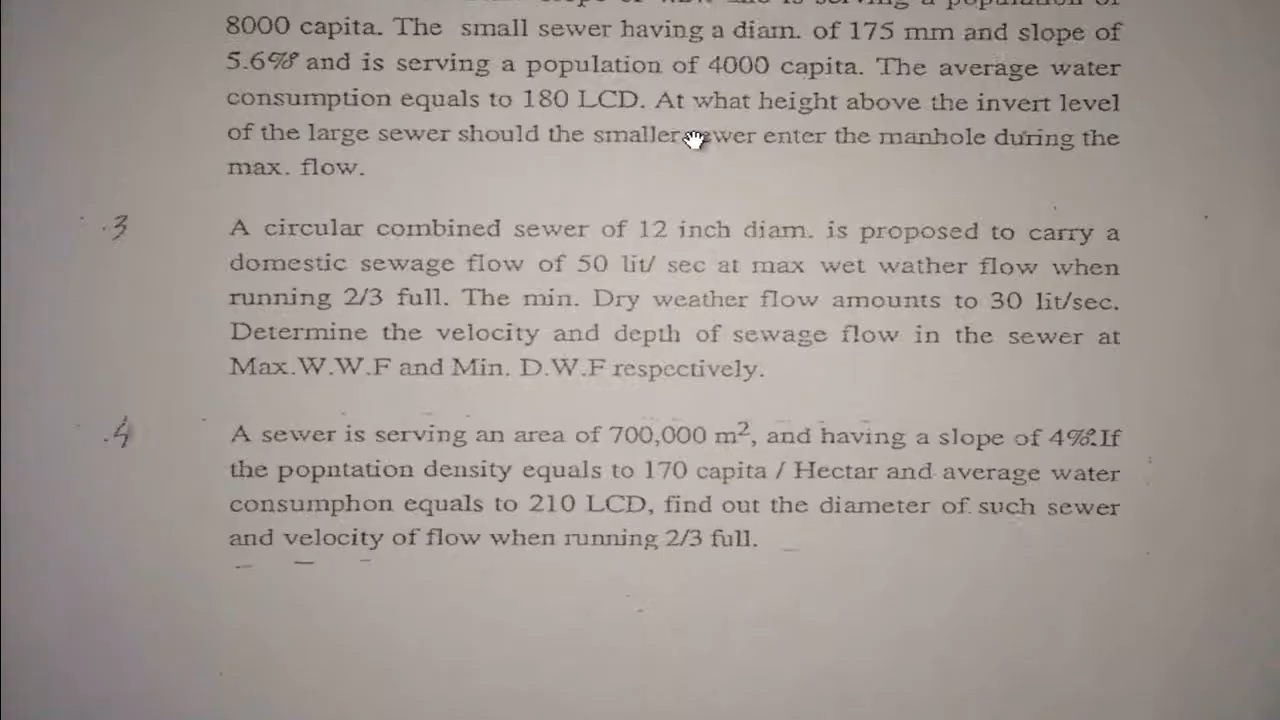 8000 capita. The small sewer having a diam. of 175 mm and slope of
5.6‰ and is serving a population of 4000 capita. The average water
consumption equals to 180 LCD. At what height above the invert level
of the large sewer should the smaller sewer enter the manhole during the
max. flow.
.3 A circular combined sewer of 12 inch diam. is proposed to carry a
domestic sewage flow of 50 lit/ sec at max wet wather flow when
running 2/3 full. The min. Dry weather flow amounts to 30 lit/sec.
Determine the velocity and depth of sewage flow in the sewer at
Max.W.W.F and Min. D.W.F respectively.
.4 A sewer is serving an area of 700,000 m², and having a slope of 4‰.If
the popntation density equals to 170 capita / Hectar and average water
consumphon equals to 210 LCD, find out the diameter of such sewer
and velocity of flow when running 2/3 full.